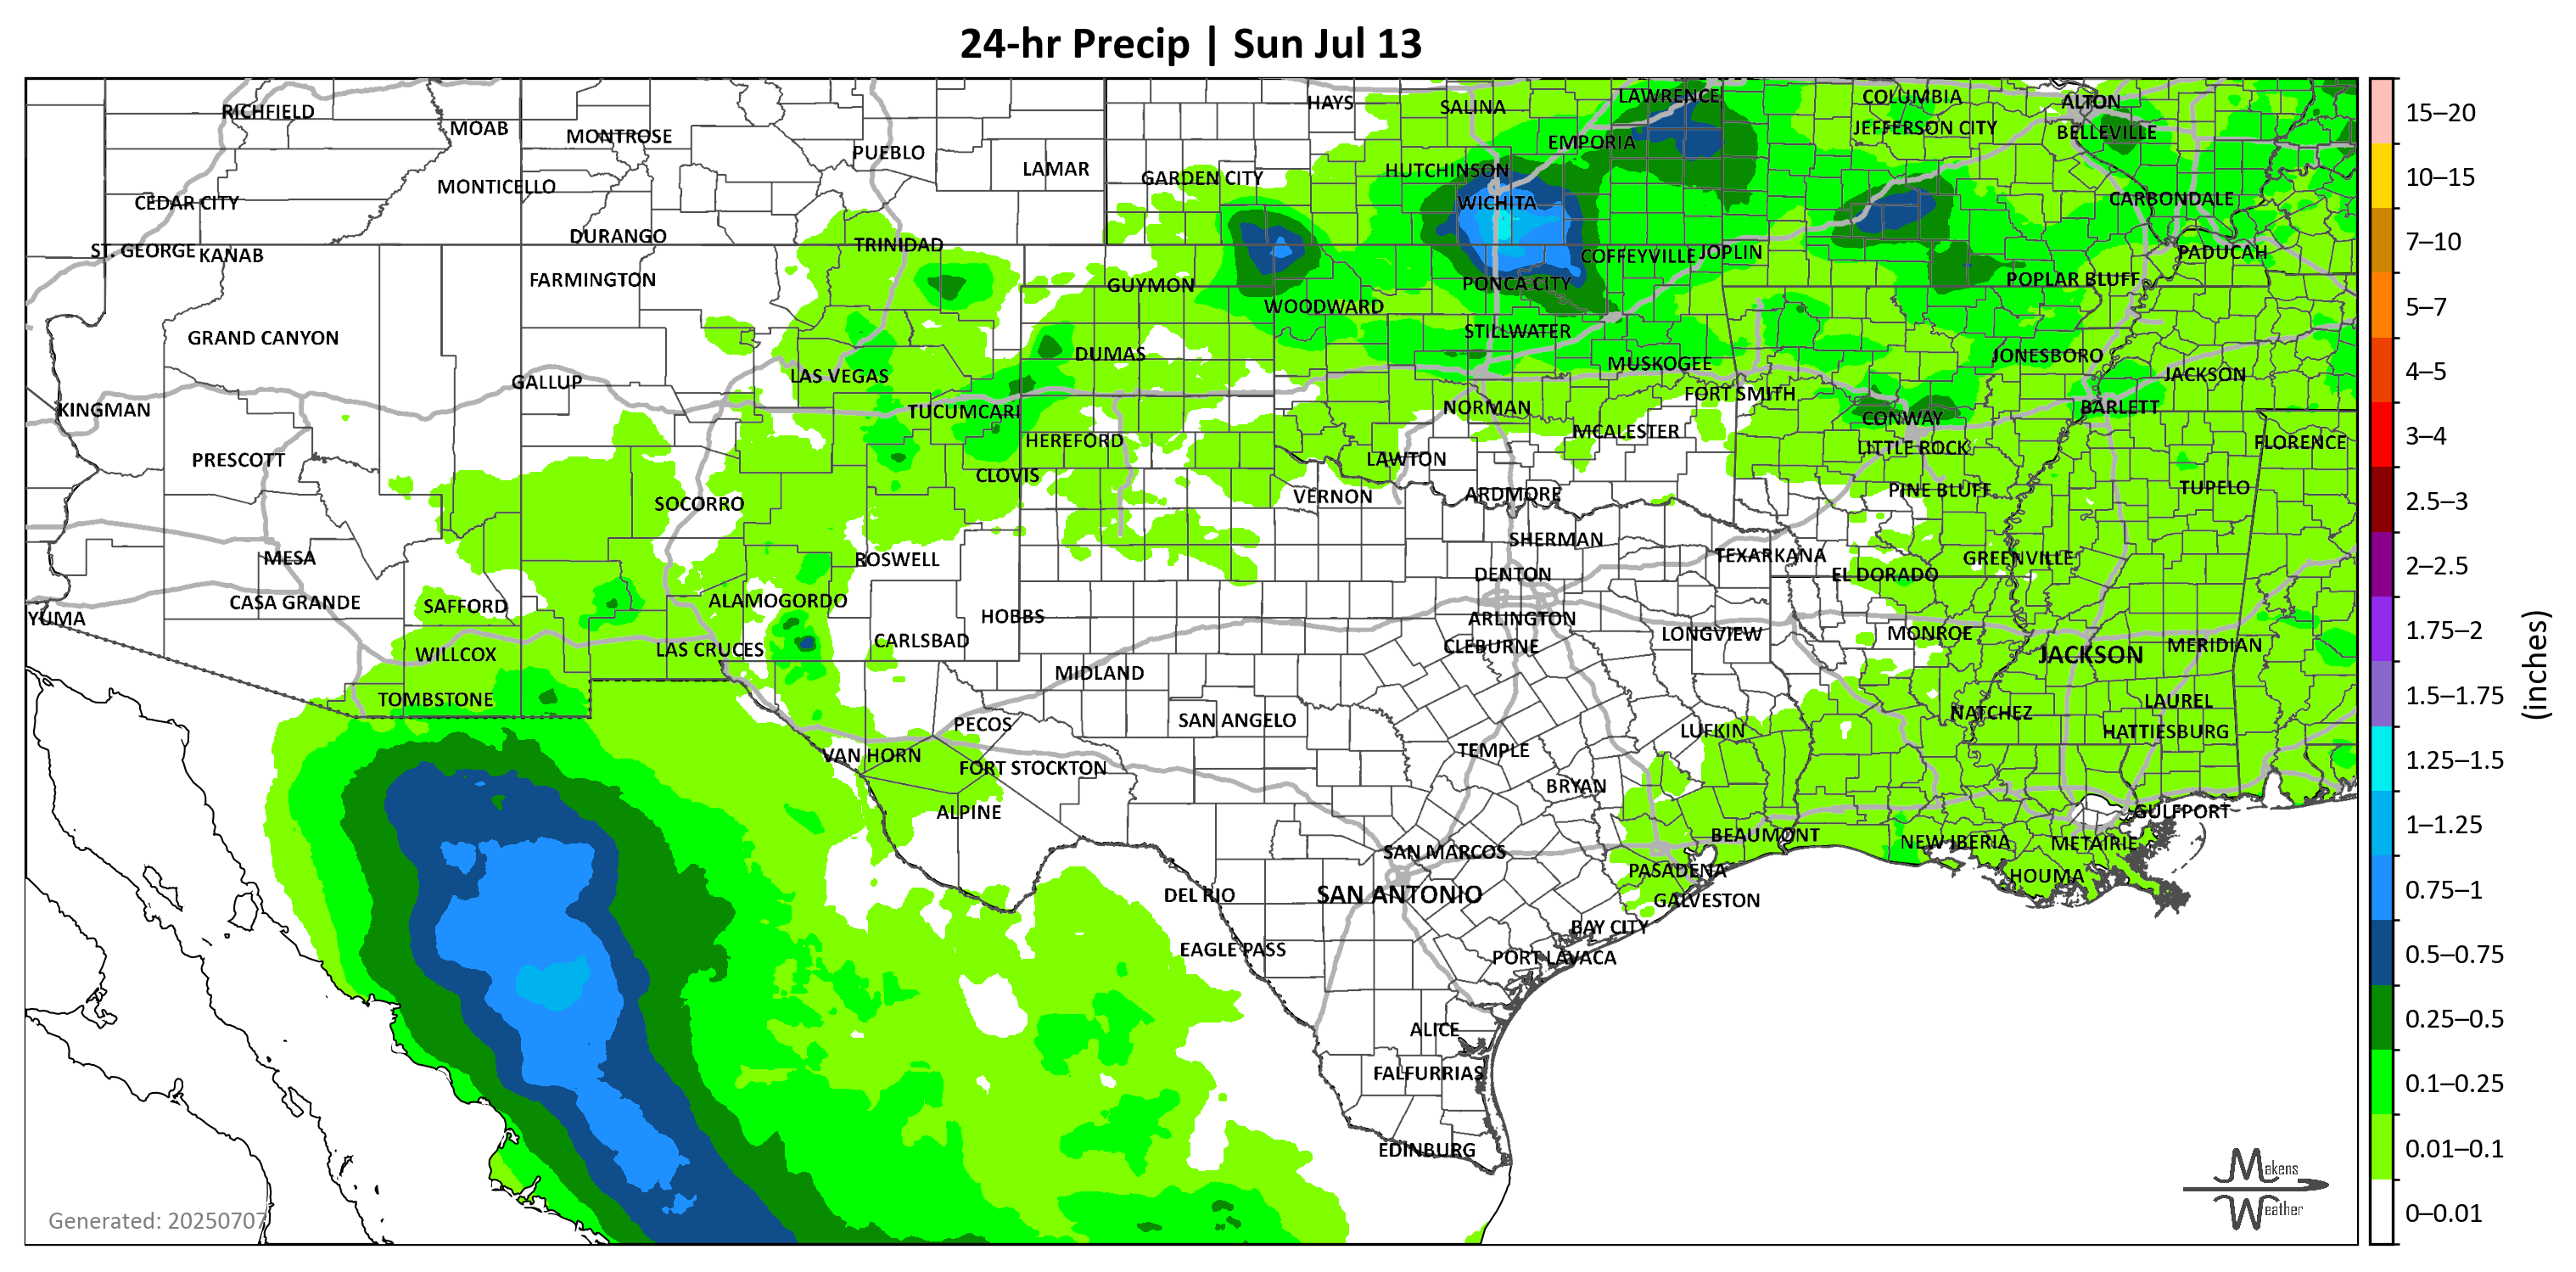 24-hr Precip | Sun Jul 13
RICHFIELD
MOAB
MONTROSE
PUEBLO
LAMAR
HAYS
SALINA
LAWRENCE
COLUMBIA
ALTON
EMPORIA
JEFFERSON CITY
BELLEVILLE
MONTICELLO
CEDAR CITY
GARDEN CITY
HUTCHINSON
WICHITA
CARBONDALE
ST. GEORGE
KANAB
DURANGO
TRINIDAD
COFFEYVILLE
JOPLIN
PADUCAH
FARMINGTON
GUYMON
PONCA CITY
POPLAR BLUFF
WOODWARD
STILLWATER
GRAND CANYON
DUMAS
MUSKOGEE
JONESBORO
GALLUP
LAS VEGAS
FORT SMITH
JACKSON
KINGMAN
TUCUMCARI
NORMAN
CONWAY
BARLETT
PRESCOTT
HEREFORD
MCALESTER
LITTLE ROCK
FLORENCE
CLOVIS
LAWTON
SOCORRO
VERNON
ARDMORE
PINE BLUFF
TUPELO
MESA
ROSWELL
SHERMAN
TEXARKANA
GREENVILLE
DENTON
EL DORADO
YUMA
CASA GRANDE
SAFFORD
ALAMOGORDO
HOBBS
ARLINGTON
WILLCOX
LAS CRUCES
CARLSBAD
CLEBURNE
LONGVIEW
MONROE
JACKSON
MERIDIAN
TOMBSTONE
MIDLAND
LAUREL
PECOS
SAN ANGELO
NATCHEZ
LUFKIN
HATTIESBURG
VAN HORN
FORT STOCKTON
TEMPLE
BRYAN
ALPINE
GULFPORT
SAN MARCOS
BEAUMONT
NEW IBERIA
METAIRIE
DEL RIO
SAN ANTONIO
PASADENA
HOUMA
GALVESTON
EAGLE PASS
BAY CITY
PORT LAVACA
ALICE
FALFURRIAS
EDINBURG
Generated: 20250707
Makens
Weather
15–20
10–15
7–10
5–7
4–5
3–4
2.5–3
2–2.5
1.75–2
1.5–1.75
1.25–1.5
1–1.25
0.75–1
0.5–0.75
0.25–0.5
0.1–0.25
0.01–0.1
0–0.01
(inches)